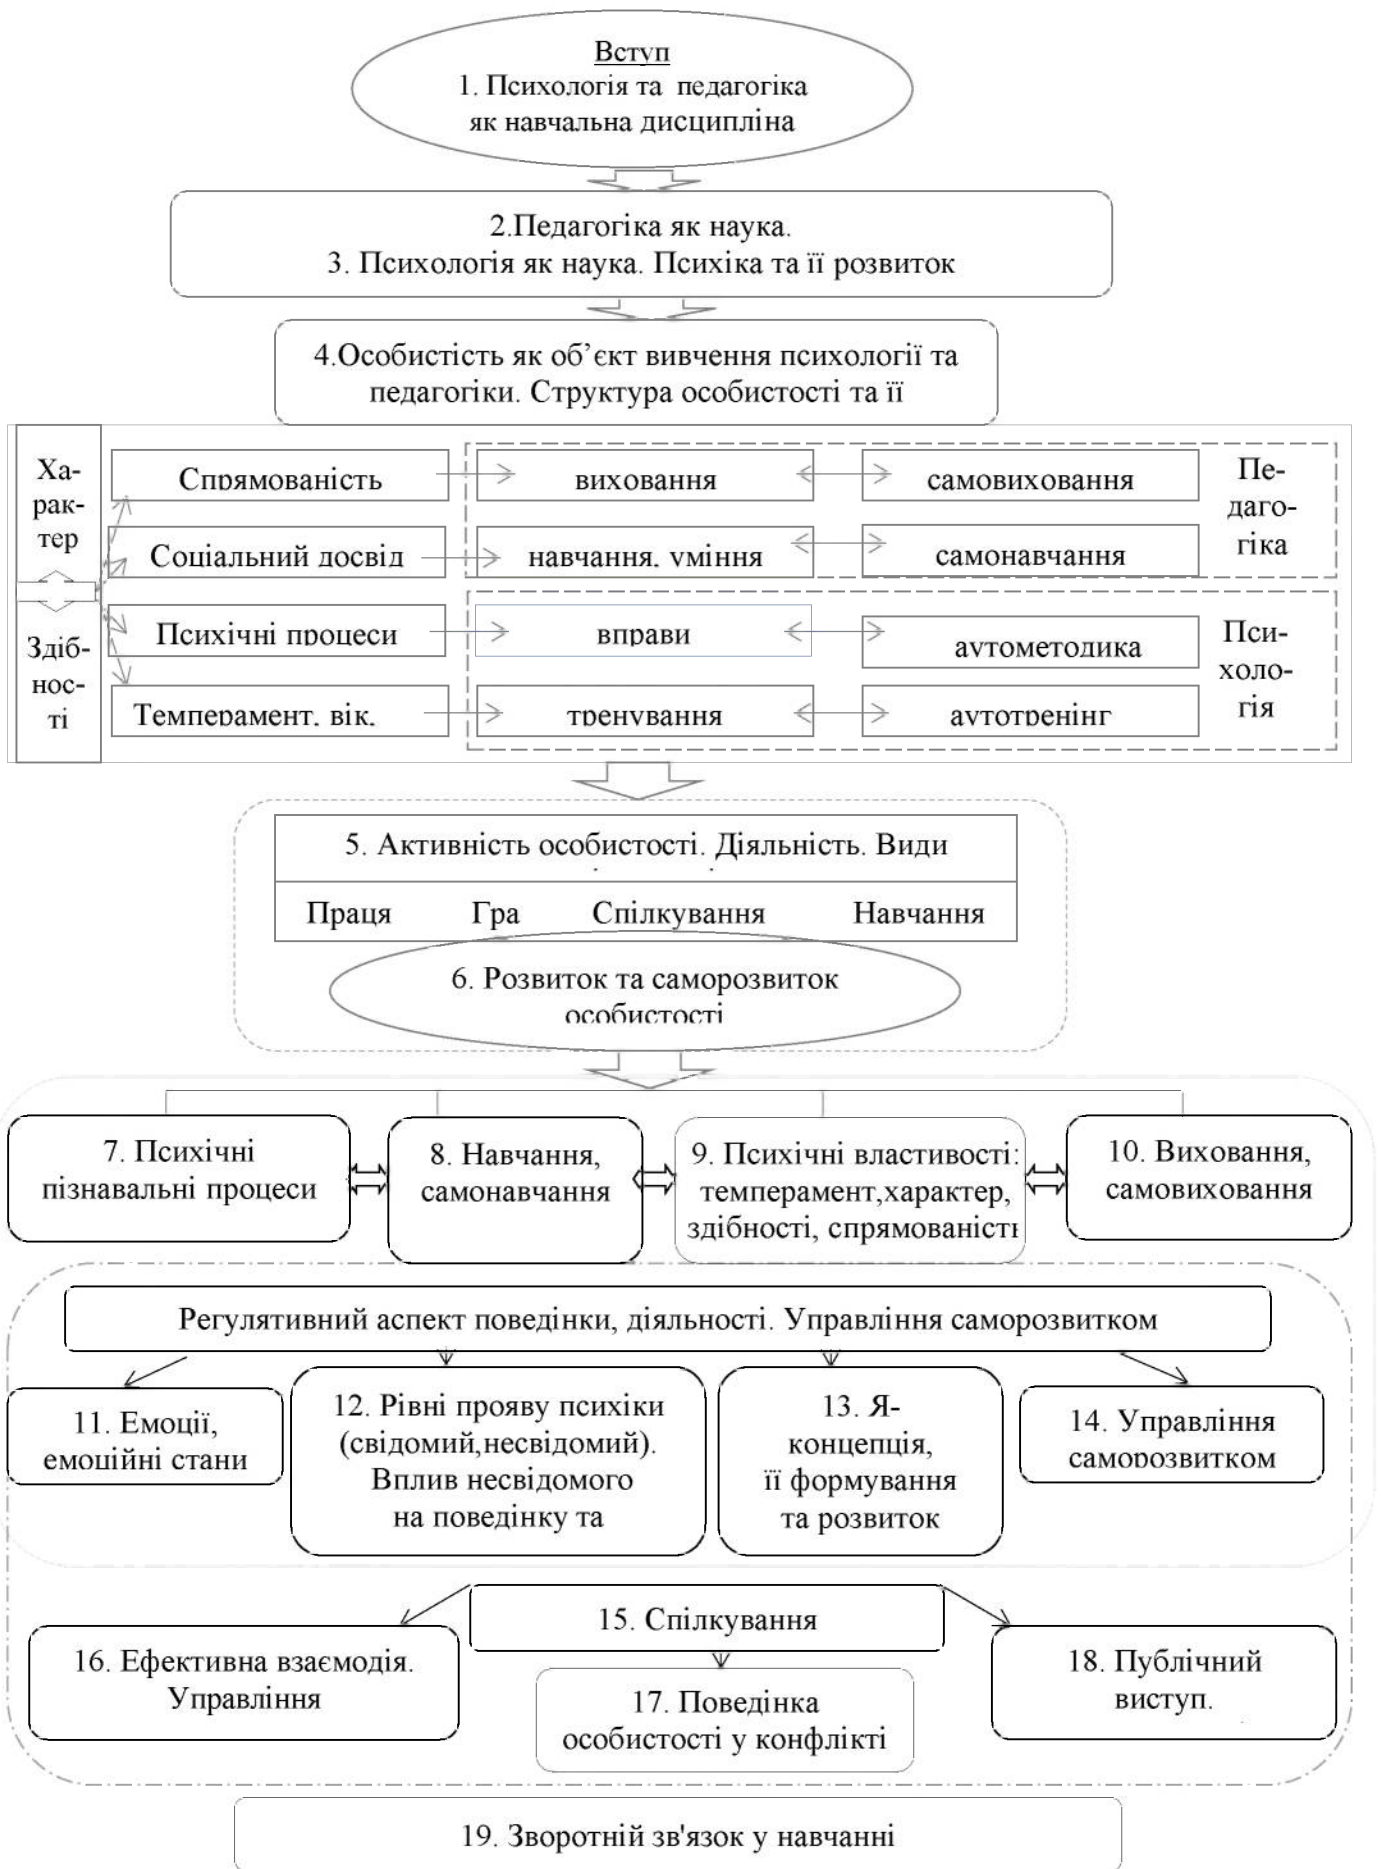 Вступ
1. Психологія та педагогіка
як навчальна дисципліна
2.Педагогіка як наука.
3. Психологія як наука. Психіка та її розвиток
4.Особистість як об’єкт вивчення психології та
педагогіки. Структура особистості та її
Ха-
рак-
тер
Здіб-
нос-
ті
Спрямованість
виховання
самовиховання
Соціальний досвід
навчання, уміння
самонавчання
Пе-
даго-
гіка
Психічні процеси
вправи
аутометодика
Темперамент, вік,
тренування
аутотренінг
Пси-
холо-
гія
5. Активність особистості. Діяльність. Види
Праця Гра Спілкування Навчання
6. Розвиток та саморозвиток
особистості
7. Психічні
пізнавальні процеси
8. Навчання,
самонавчання
9. Психічні властивості:
темперамент,характер,
здібності, спрямованість
10. Виховання,
самовиховання
Регулятивний аспект поведінки, діяльності. Управління саморозвитком
11. Емоції,
емоційні стани
12. Рівні прояву психіки
(свідомий,несвідомий).
Вплив несвідомого
на поведінку та
13. Я-
концепція,
її формування
та розвиток
14. Управління
саморозвитком
15. Спілкування
16. Ефективна взаємодія.
Управління
17. Поведінка
особистості у конфлікті
18. Публічний
виступ.
19. Зворотній зв'язок у навчанні